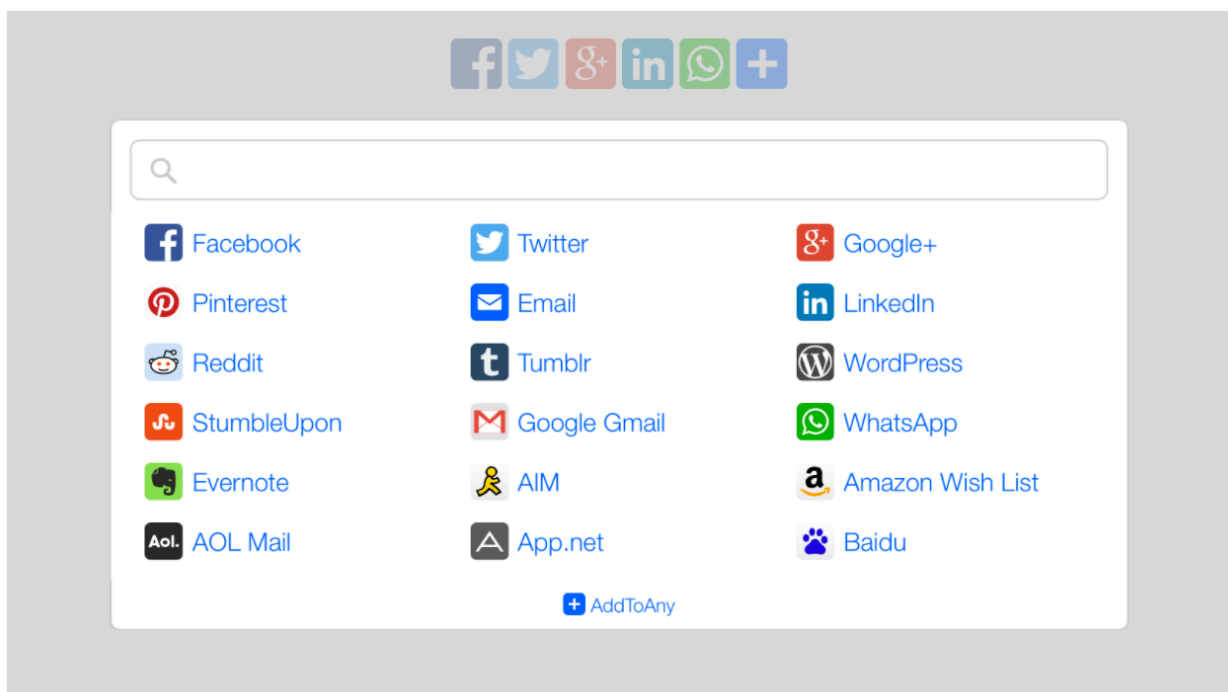 Facebook
Twitter
Google+
Pinterest
Email
LinkedIn
Reddit
Tumblr
WordPress
StumbleUpon
Google Gmail
WhatsApp
Evernote
AIM
Amazon Wish List
Aol. AOL Mail
App.net
Baidu
AddToAny